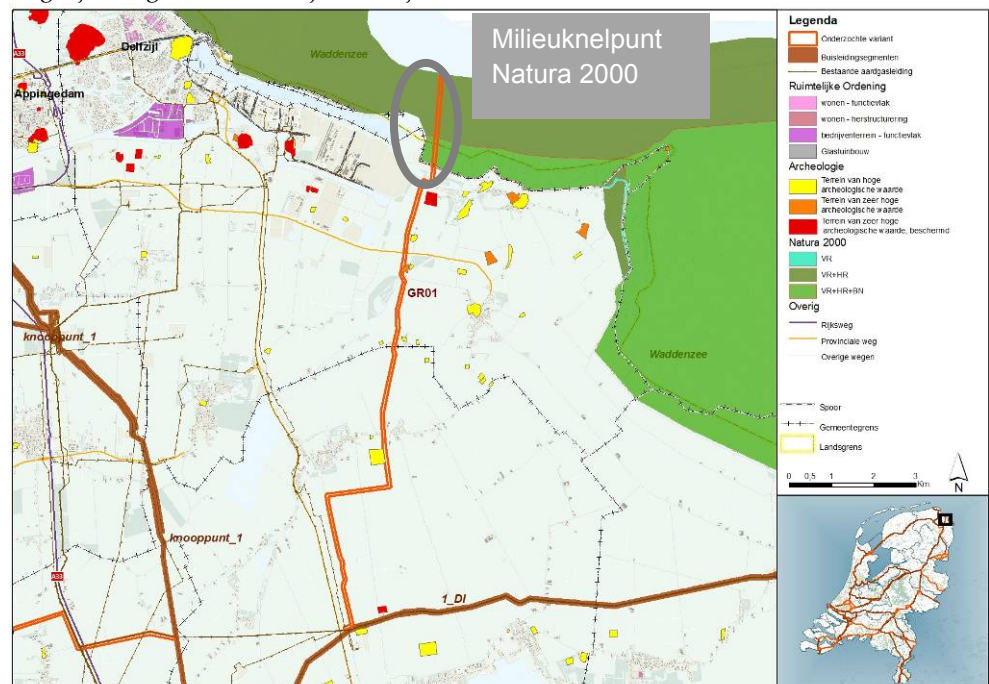 Delfzijl
Appingedam
A33
Waddenzee
Milieuknelpunt
Natura 2000
GR01
knooppunt_1
Waddenzee
knooppunt_1
A33
1_DI
Legenda
Onderzochte variant
Buisleidingsegmenten
Bestaande aardgasleiding
Ruimtelijke Ordening
wonen - functievlak
wonen - herstructurering
bedrijventerrein - functievlak
Glastuinbouw
Archeologie
Terrein van hoge
archeologische waarde
Terrein van zeer hoge
archeologische waarde
Terrein van zeer hoge
archeologische waarde, beschermd
Natura 2000
VR
VR+HR
VR+HR+BN
Overig
Rijksweg
Provinciale weg
Overige wegen
Spoor
Gemeentegrens
Landsgrens
0 0,5 1 2 3
Km
N